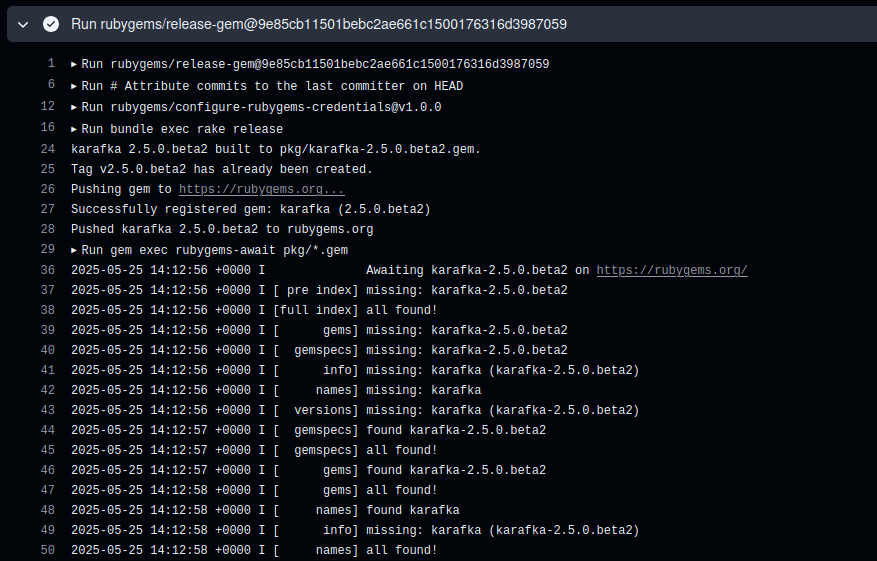 Run rubygems/release-gem@9e85cb11501bebc2ae661c1500176316d3987059
1 ▸ Run rubygems/release-gem@9e85cb11501bebc2ae661c1500176316d3987059
6 ▸ Run # Attribute commits to the last committer on HEAD
12 ▸ Run rubygems/configure-rubygems-credentials@v1.0.0
16 ▸ Run bundle exec rake release
24 karafka 2.5.0.beta2 built to pkg/karafka-2.5.0.beta2.gem.
25 Tag v2.5.0.beta2 has already been created.
26 Pushing gem to https://rubygems.org...
27 Successfully registered gem: karafka (2.5.0.beta2)
28 Pushed karafka 2.5.0.beta2 to rubygems.org
29 ▸ Run gem exec rubygems-await pkg/*.gem
36 2025-05-25 14:12:56 +0000 I              Awaiting karafka-2.5.0.beta2 on https://rubygems.org/
37 2025-05-25 14:12:56 +0000 I [ pre index] missing: karafka-2.5.0.beta2
38 2025-05-25 14:12:56 +0000 I [full index] all found!
39 2025-05-25 14:12:56 +0000 I [      gems] missing: karafka-2.5.0.beta2
40 2025-05-25 14:12:56 +0000 I [  gemspecs] missing: karafka-2.5.0.beta2
41 2025-05-25 14:12:56 +0000 I [      info] missing: karafka (karafka-2.5.0.beta2)
42 2025-05-25 14:12:56 +0000 I [     names] missing: karafka
43 2025-05-25 14:12:56 +0000 I [  versions] missing: karafka (karafka-2.5.0.beta2)
44 2025-05-25 14:12:57 +0000 I [  gemspecs] found karafka-2.5.0.beta2
45 2025-05-25 14:12:57 +0000 I [  gemspecs] all found!
46 2025-05-25 14:12:57 +0000 I [      gems] found karafka-2.5.0.beta2
47 2025-05-25 14:12:58 +0000 I [      gems] all found!
48 2025-05-25 14:12:58 +0000 I [     names] found karafka
49 2025-05-25 14:12:58 +0000 I [      info] missing: karafka (karafka-2.5.0.beta2)
50 2025-05-25 14:12:58 +0000 I [     names] all found!